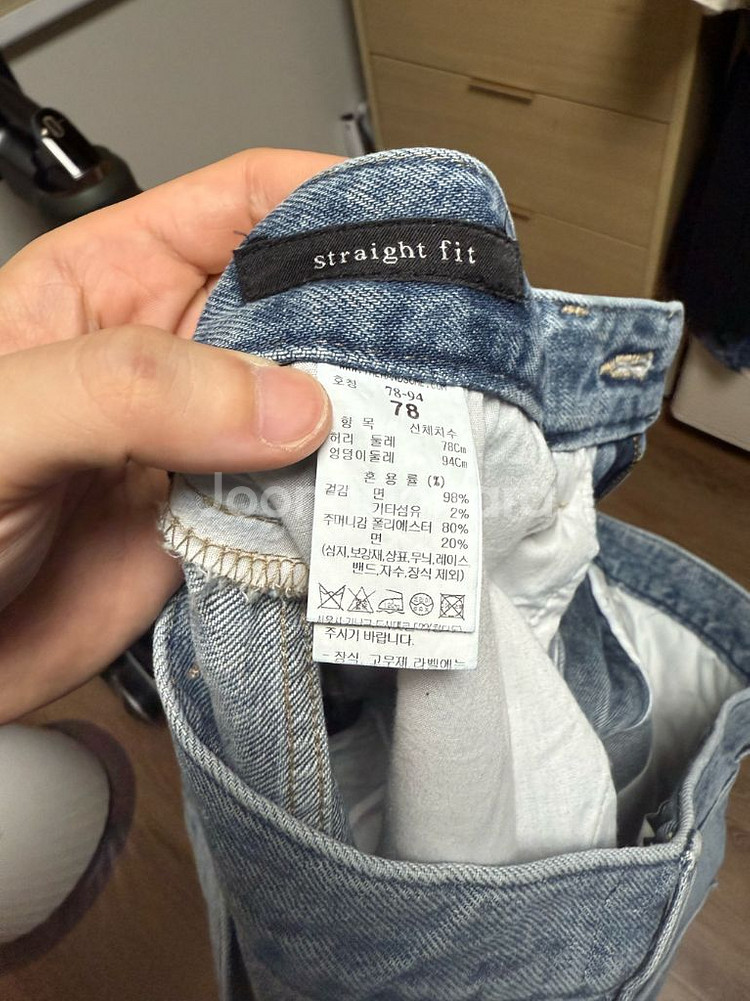 straight fit
호칭 78-94
78
항 목 신체치수
허리 둘레 78Cm
엉덩이둘레 94Cm
혼 용 률 (%)
겉감 면 98%
기타섬유 2%
주머니감 폴리에스터 80%
면 20%
(심지,보강재,상표,무늬,레이스
밴드,자수,장식 제외)
주시기 바랍니다.
- 장식, 고무제 라벨에는